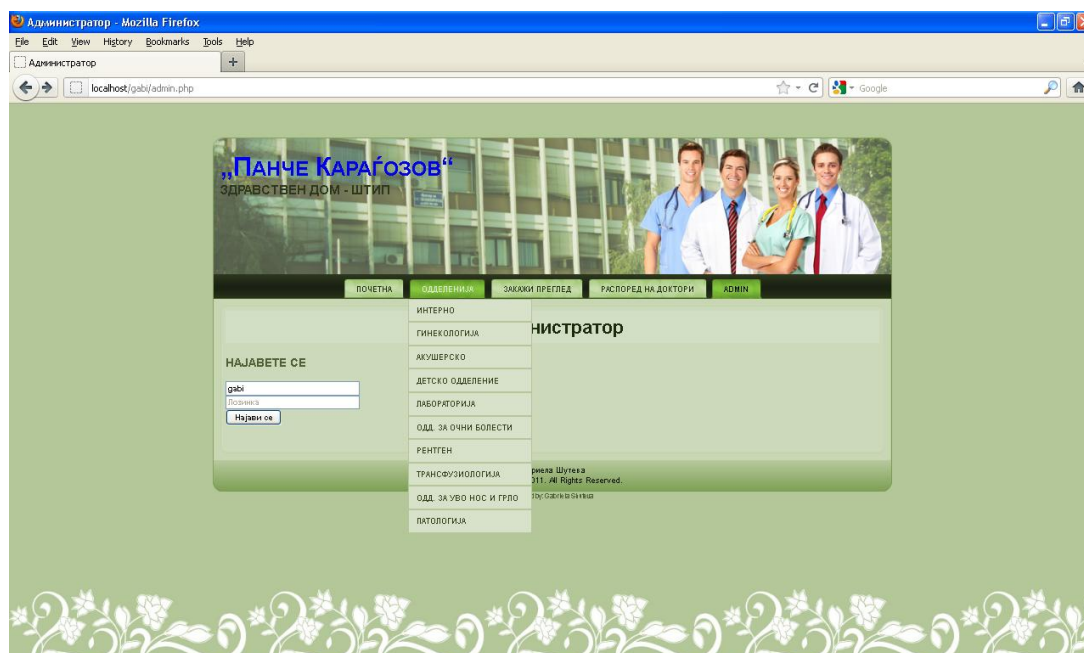 Администратор - Mozilla Firefox
File Edit View History Bookmarks Tools Help
Администратор
localhost/gabi/admin.php
Google
„Панче Караѓозов“
ЗДРАВСТВЕН ДОМ - ШТИП
ПОЧЕТНА ОДДЕЛЕНИЈА ЗАКАЖИ ПРЕГЛЕД РАСПОРЕД НА ДОКТОРИ ADMIN
ИНТЕРНО
ГИНЕКОЛОГИЈА
АКУШЕРСКО
ДЕТСКО ОДДЕЛЕНИЕ
ЛАБОРАТОРИЈА
ОДД. ЗА ОЧНИ БОЛЕСТИ
РЕНТГЕН
ТРАНСФУЗИОЛОГИЈА
ОДД. ЗА УВО НОС И ГРЛО
ПАТОЛОГИЈА
нистратор
НАЈАВЕТЕ СЕ
gabi
Лозинка
Најави се
риела Шутева
011. All Rights Reserved.
by: Gabriela Shuteva